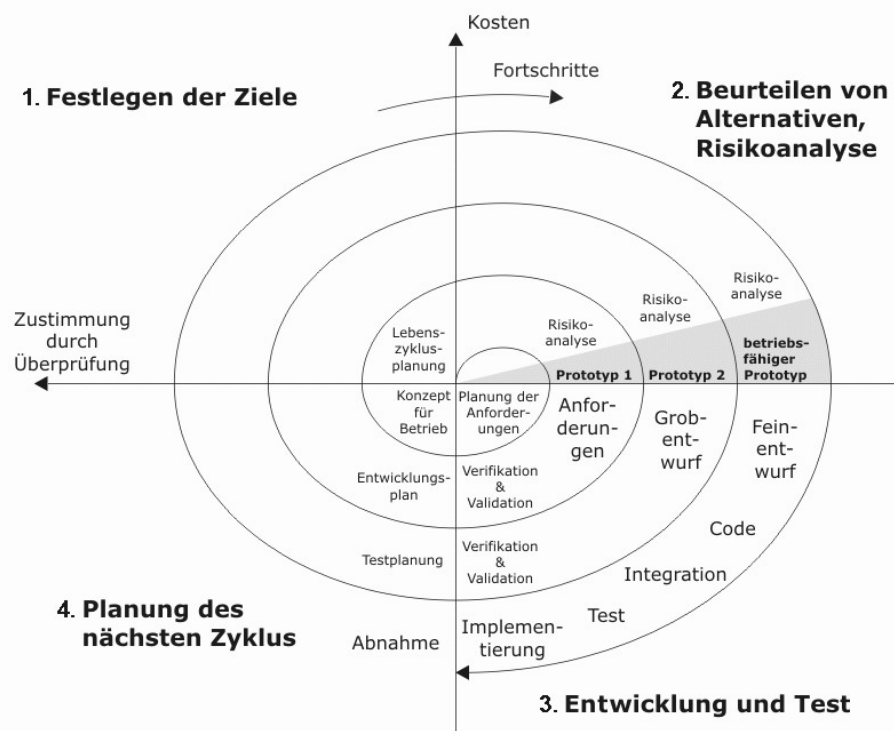 Kosten
Fortschritte
1. Festlegen der Ziele
2. Beurteilen von
Alternativen,
Risikoanalyse
Zustimmung
durch
Überprüfung
Lebens-
zyklus-
planung
Risiko-
analyse
Risiko-
analyse
Risiko-
analyse
Prototyp 1
Prototyp 2
betriebs-
fähiger
Prototyp
Konzept
für
Betrieb
Planung der
Anforder-
ungen
Anfor-
derun-
gen
Grob-
ent-
wurf
Fein-
ent-
wurf
Entwicklungs-
plan
Verifikation
&
Validation
Code
Testplanung
Verifikation
&
Validation
Integration
Test
Implemen-
tierung
Abnahme
4. Planung des
nächsten Zyklus
3. Entwicklung und Test